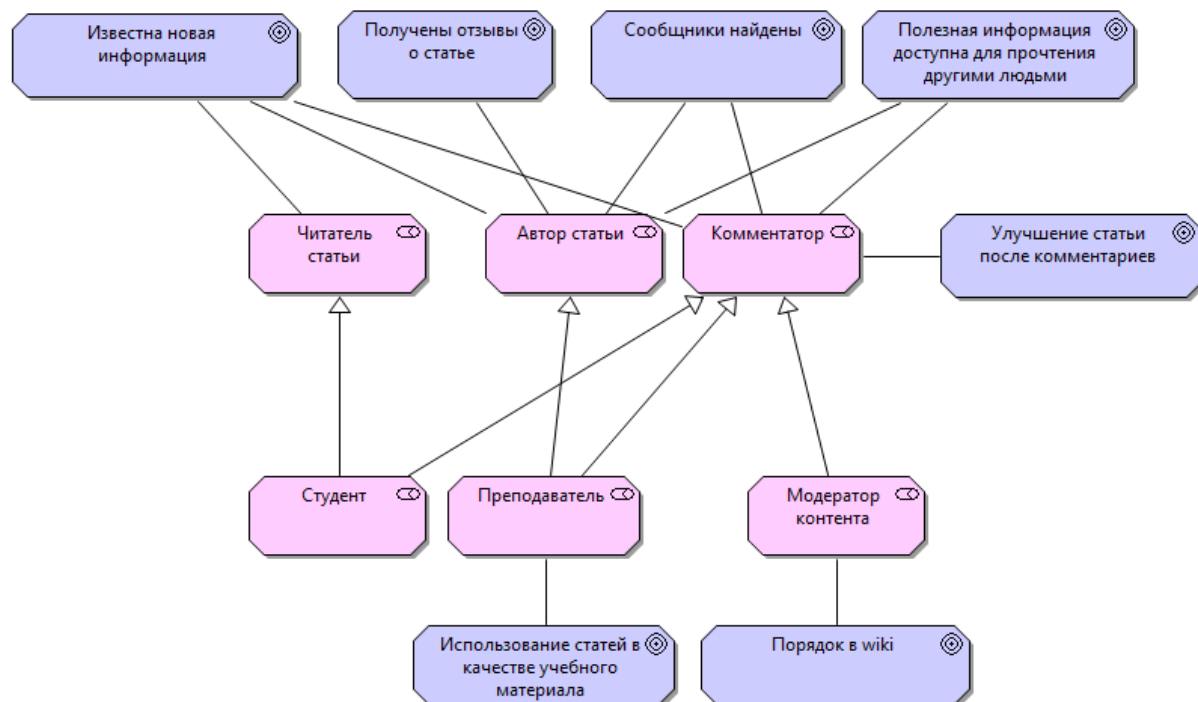 Известна новая
информация
Получены отзывы
о статье
Сообщники найдены
Полезная информация
доступна для прочтения
другими людьми
Читатель
статьи
Автор статьи
Комментатор
Улучшение статьи
после комментариев
Студент
Преподаватель
Модератор
контента
Использование статей в
качестве учебного
материала
Порядок в wiki